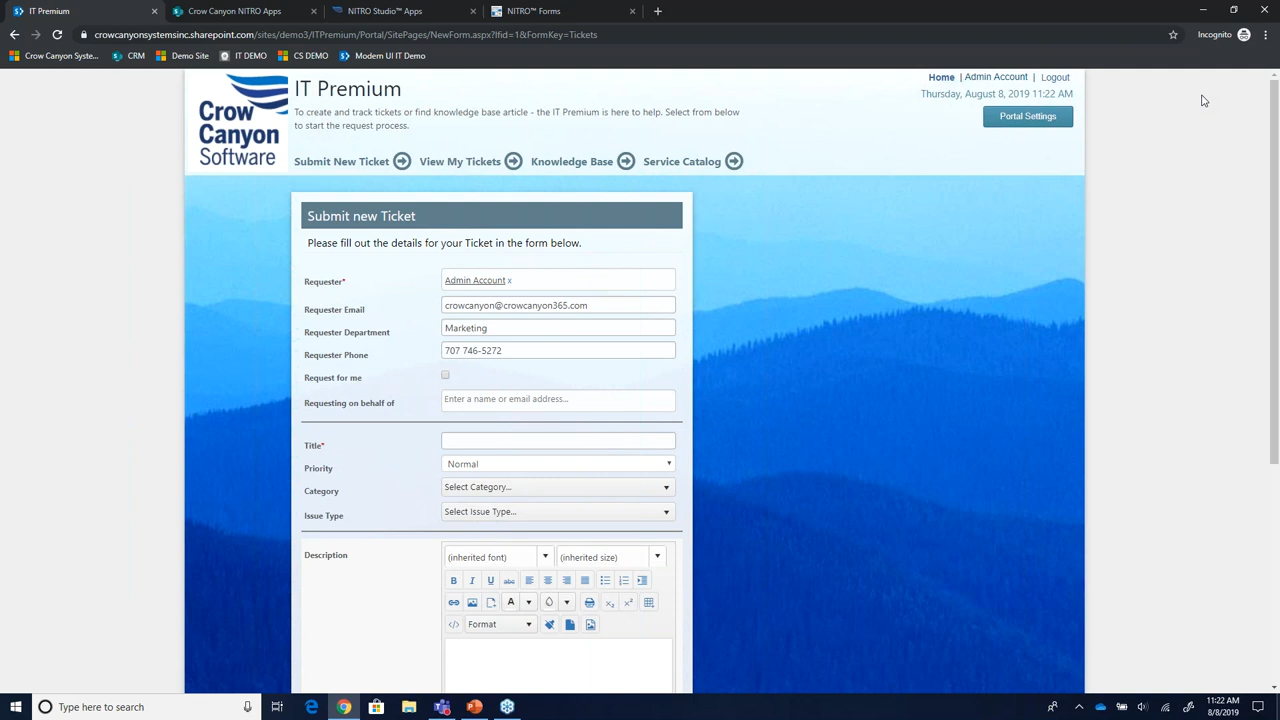 IT Premium
Crow Canyon Software
NITRO Studio™ Apps
NITRO™ Forms
crowcanyonsystemsinc.sharepoint.com/sites/demo3/ITPremium/Portal/SitePages/NewForm.aspx?lfid=1&FormKey=Tickets
Incognito
Crow Canyon Syste...
CRM
Demo Site
IT DEMO
CS DEMO
Modern UI IT Demo
Crow
Canyon
Software
IT Premium
To create and track tickets or find knowledge base article - the IT Premium is here to help. Select from below
to start the request process.
Home | Admin Account | Logout
Thursday, August 8, 2019 11:22 AM
Portal Settings
Submit New Ticket
View My Tickets
Knowledge Base
Service Catalog
Submit new Ticket
Please fill out the details for your Ticket in the form below.
Requester*
Admin Account x
Requester Email
crowcanyon@crowcanyon365.com
Requester Department
Marketing
Requester Phone
707 746-5272
Request for me
Requesting on behalf of
Enter a name or email address...
Title*
Priority
Normal
Category
Select Category...
Issue Type
Select Issue Type...
Description
(inherited font)
(inherited size)
B I U abc
A
Format
Type here to search
11:22 AM
8/8/2019